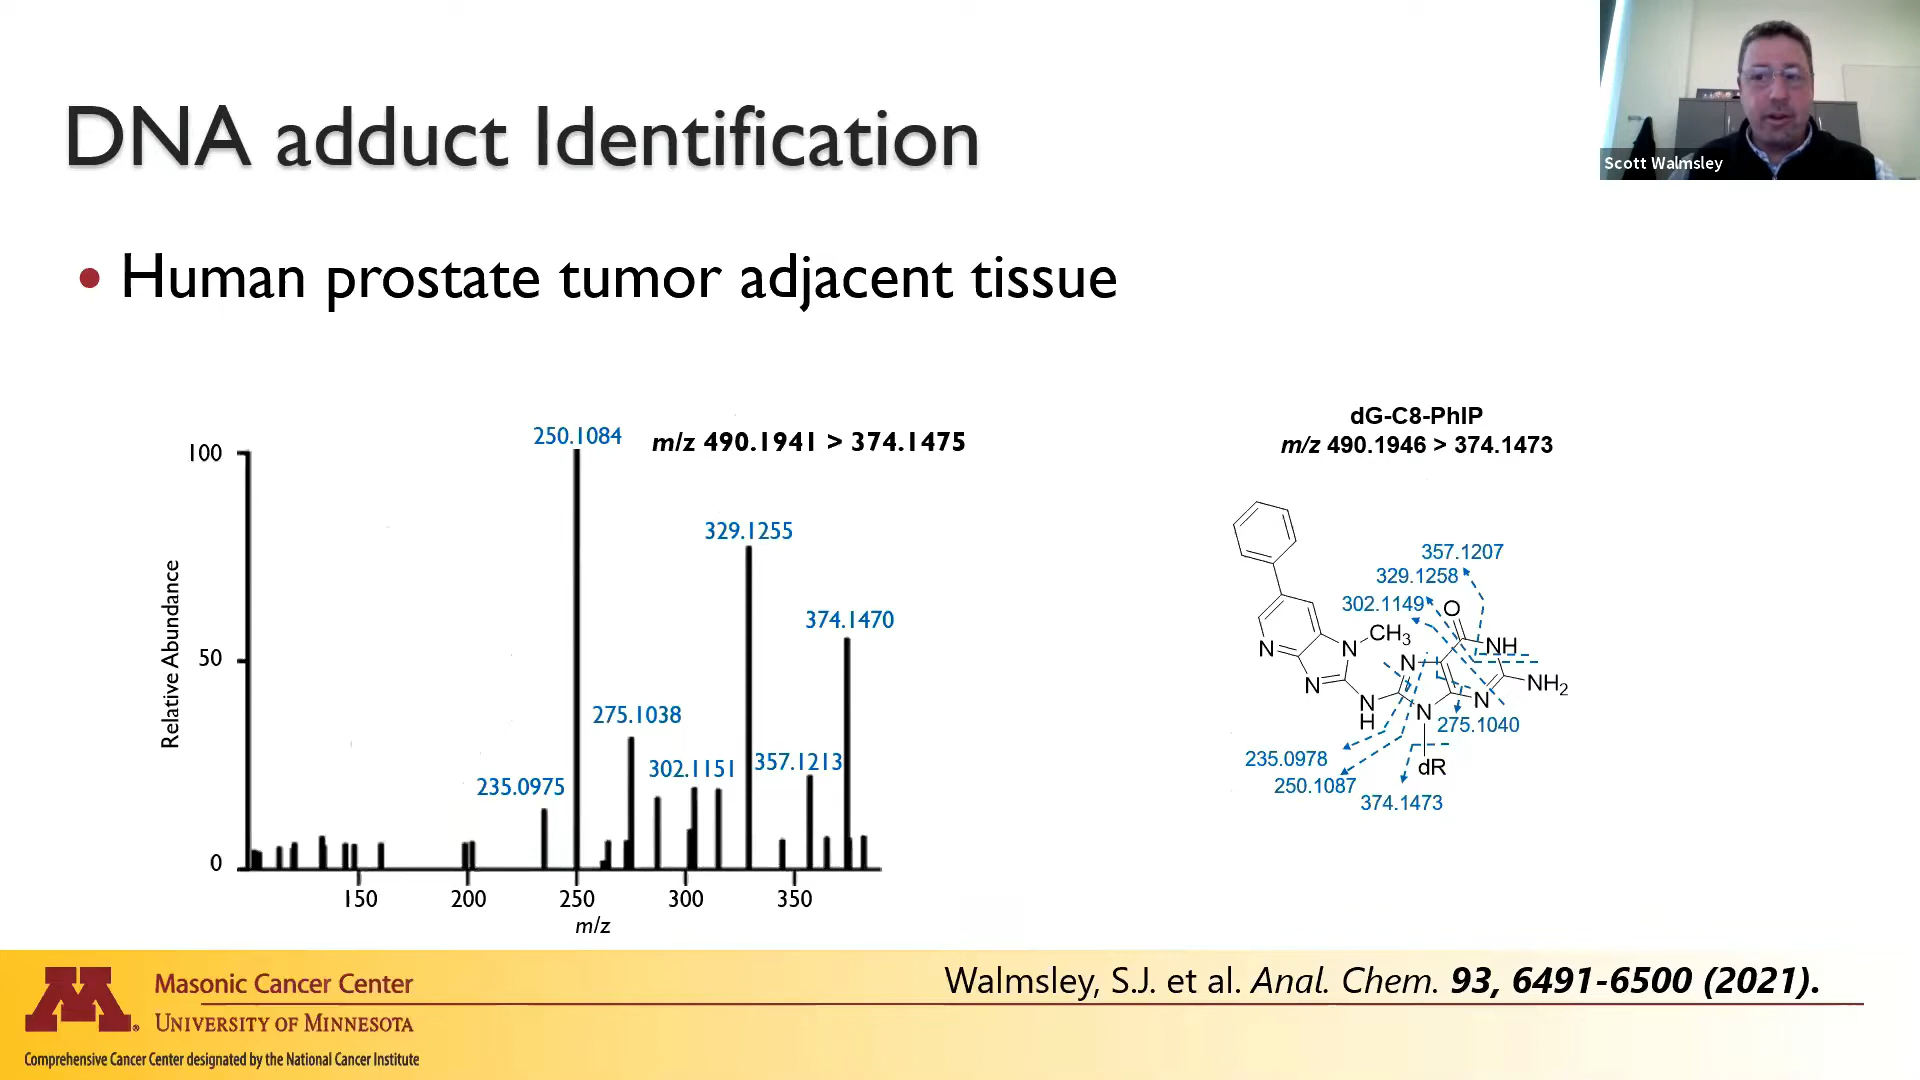 Scott Walmsley
DNA adduct Identification
• Human prostate tumor adjacent tissue
m/z 490.1941 > 374.1475
Relative Abundance
100
50
0
250.1084
329.1255
374.1470
275.1038
302.1151
357.1213
235.0975
150
200
250
300
350
m/z
dG-C8-PhIP
m/z 490.1946 > 374.1473
357.1207
329.1258
302.1149
O
CH3
N
NH
N
N
NH2
N
N
H
N
N
275.1040
235.0978
dR
250.1087
374.1473
M
Masonic Cancer Center
University of Minnesota
Comprehensive Cancer Center designated by the National Cancer Institute
Walmsley, S.J. et al. Anal. Chem. 93, 6491-6500 (2021).